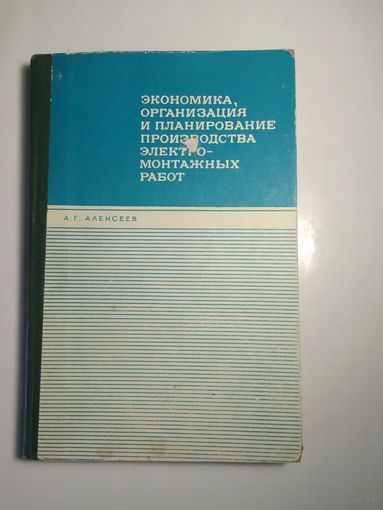 ЭКОНОМИКА,
ОРГАНИЗАЦИЯ
И ПЛАНИРОВАНИЕ
ПРОИЗВОДСТВА
ЭЛЕКТРО-
МОНТАЖНЫХ
РАБОТ
А.Г. АЛЕКСЕЕВ